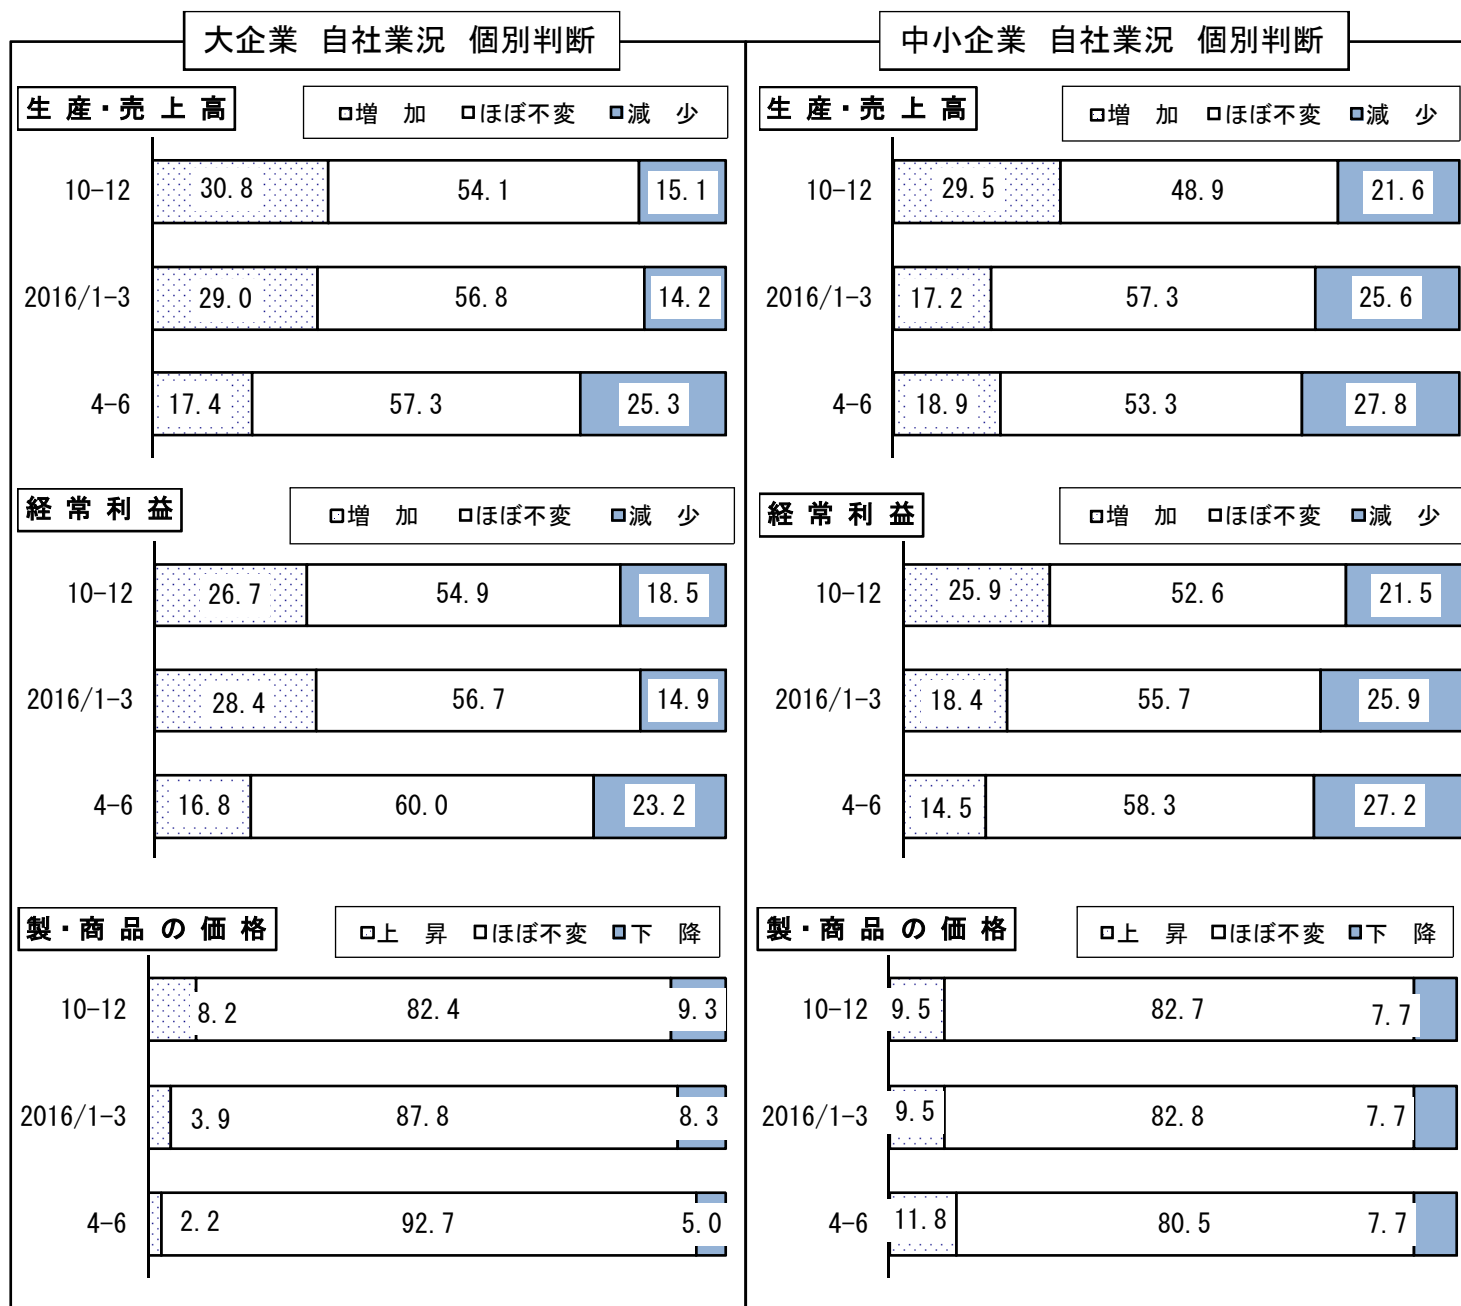 大企業 自社業況 個別判断
生産・売上高
増 加 ほぼ不変 減 少
10-12 30.8 54.1 15.1
2016/1-3 29.0 56.8 14.2
4-6 17.4 57.3 25.3
経常利益
増 加 ほぼ不変 減 少
10-12 26.7 54.9 18.5
2016/1-3 28.4 56.7 14.9
4-6 16.8 60.0 23.2
製・商品の価格
上 昇 ほぼ不変 下 降
10-12 8.2 82.4 9.3
2016/1-3 3.9 87.8 8.3
4-6 2.2 92.7 5.0
中小企業 自社業況 個別判断
生産・売上高
増 加 ほぼ不変 減 少
10-12 29.5 48.9 21.6
2016/1-3 17.2 57.3 25.6
4-6 18.9 53.3 27.8
経常利益
増 加 ほぼ不変 減 少
10-12 25.9 52.6 21.5
2016/1-3 18.4 55.7 25.9
4-6 14.5 58.3 27.2
製・商品の価格
上 昇 ほぼ不変 下 降
10-12 9.5 82.7 7.7
2016/1-3 9.5 82.8 7.7
4-6 11.8 80.5 7.7